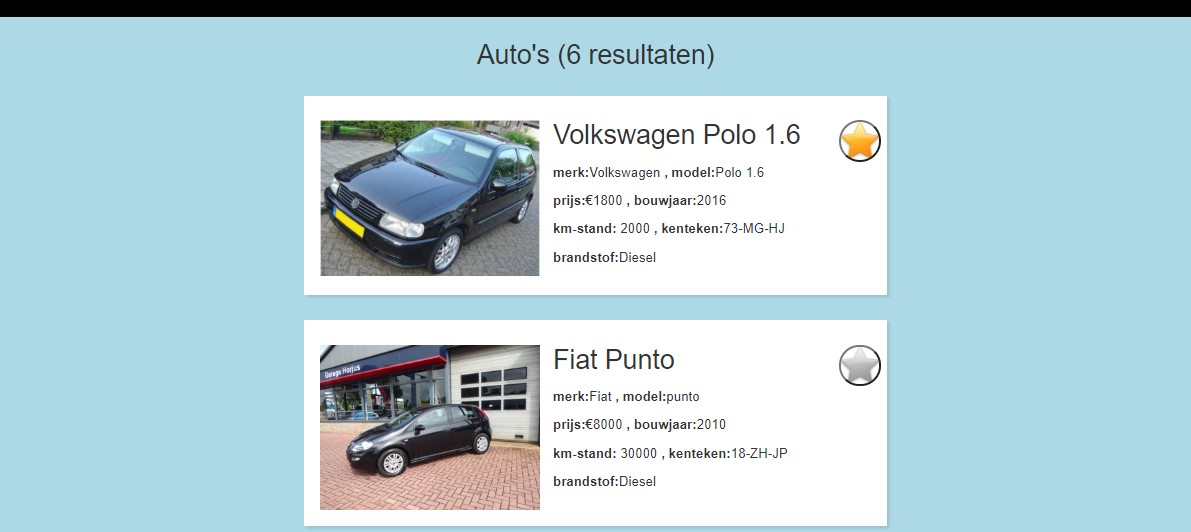 Auto's (6 resultaten)
Volkswagen Polo 1.6
merk:Volkswagen , model:Polo 1.6
prijs:€1800 , bouwjaar:2016
km-stand: 2000 , kenteken:73-MG-HJ
brandstof:Diesel
Garage Horjus
Fiat Punto
merk:Fiat , model:punto
prijs:€8000 , bouwjaar:2010
km-stand: 30000 , kenteken:18-ZH-JP
brandstof:Diesel